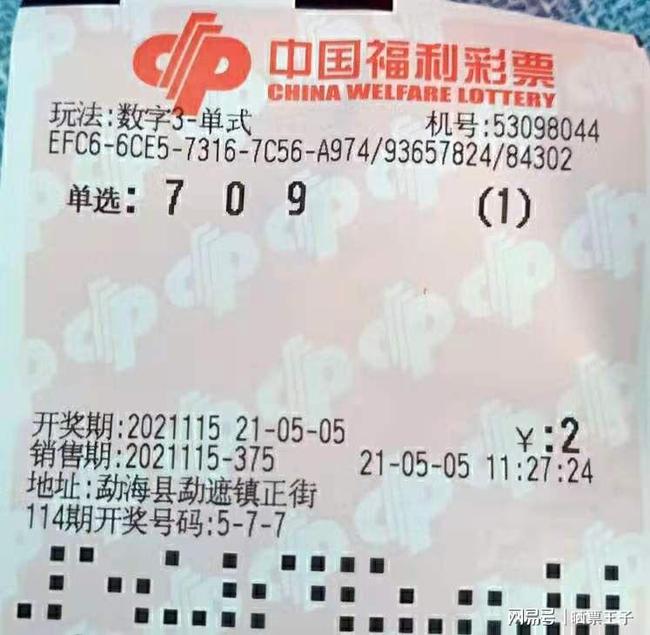 中国福利彩票
CHINA WELFARE LOTTERY
玩法:数字3-单式 机号:53098044
EFC6-6CE5-7316-7C56-A974/93657824/84302
单选: 7 0 9 (1)
开奖期:2021115 21-05-05 ¥:2
销售期:2021115-375 21-05-05 11:27:24
地址:勐海县勐遮镇正街
114期开奖号码:5-7-7
网易号 | 晒票王子